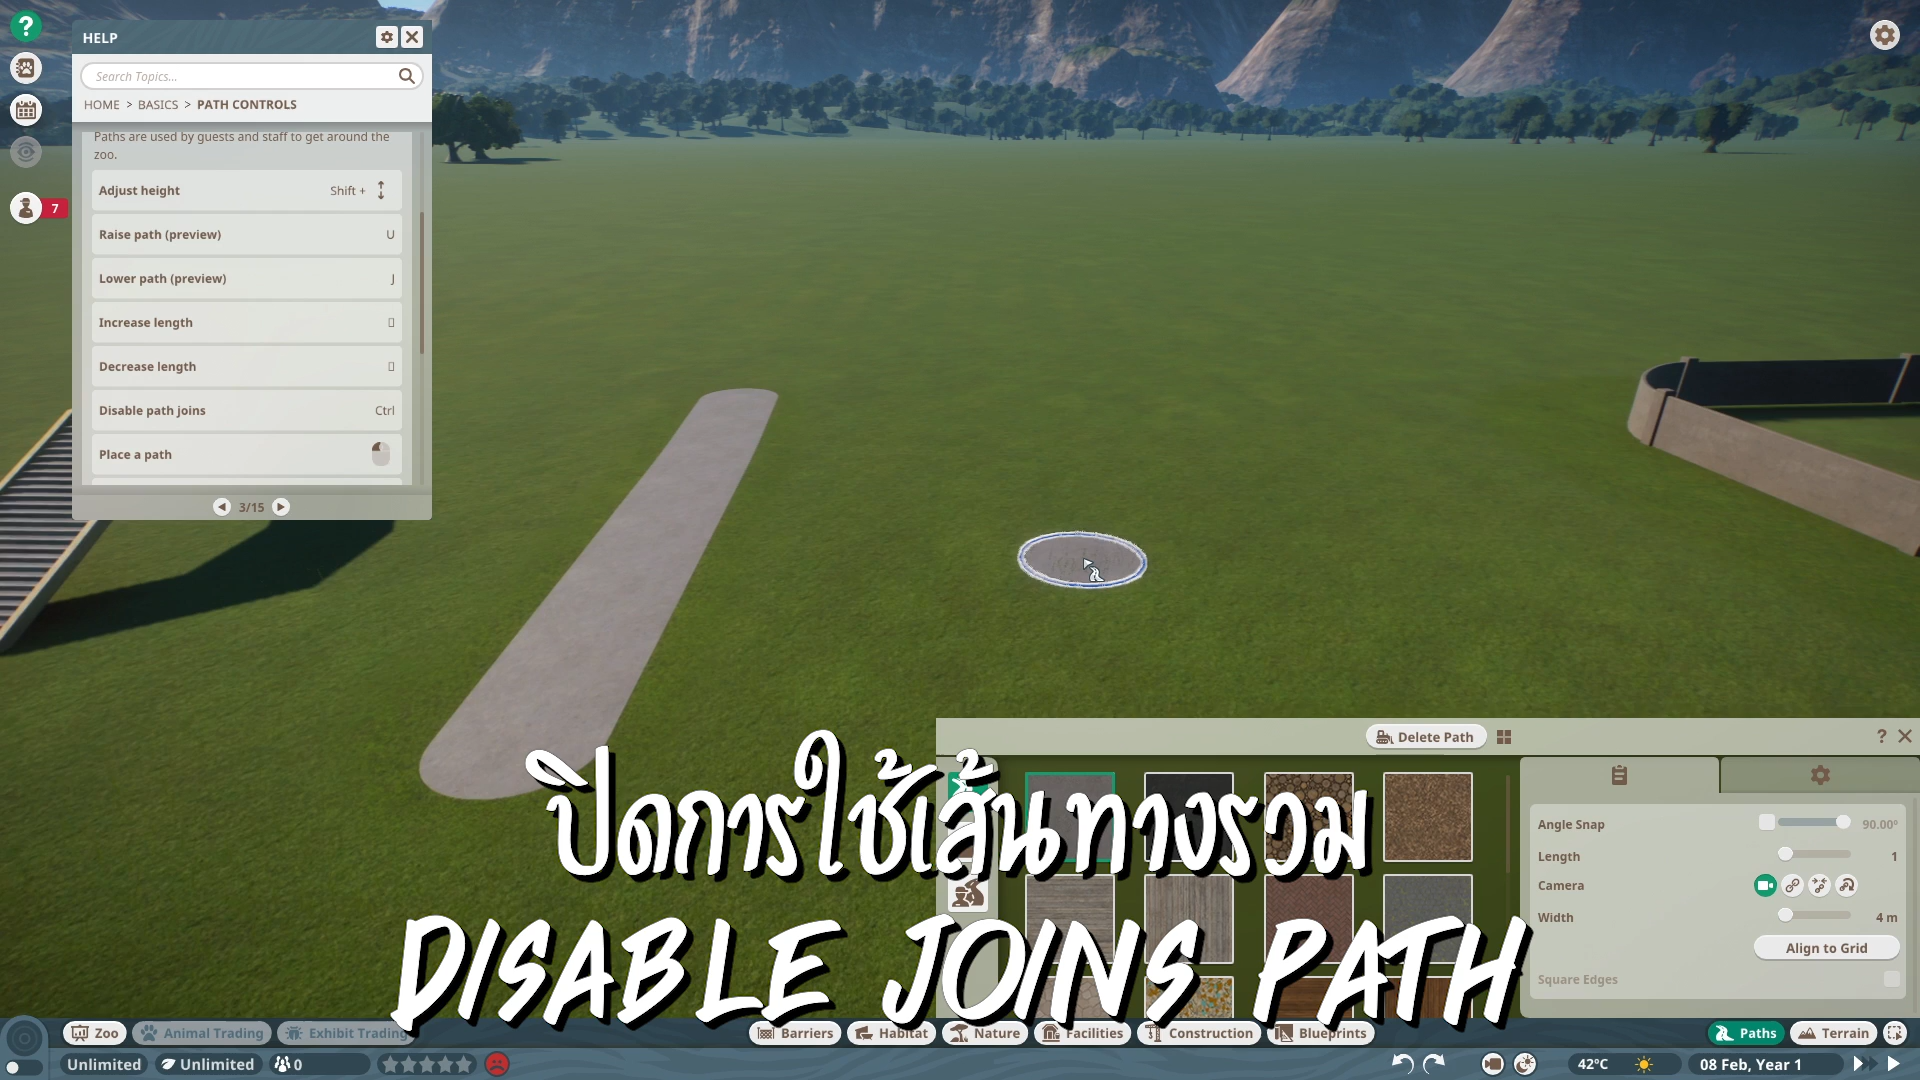 ?
HELP
Search Topics...
HOME > BASICS > PATH CONTROLS
Paths are used by guests and staff to get around the
zoo.
Adjust height Shift +
Raise path (preview) U
Lower path (preview) J
Increase length
Decrease length
Disable path joins Ctrl
Place a path
3/15
7
Delete Path
?
Angle Snap 90.00°
Length 1
Camera
Width 4 m
Align to Grid
Square Edges
ปิดการใช้เส้นทางรวม
DISABLE JOINS PATH
Zoo Animal Trading Exhibit Trading Barriers Habitat Nature Facilities Construction Blueprints Paths Terrain
Unlimited Unlimited 0 42°C 08 Feb, Year 1